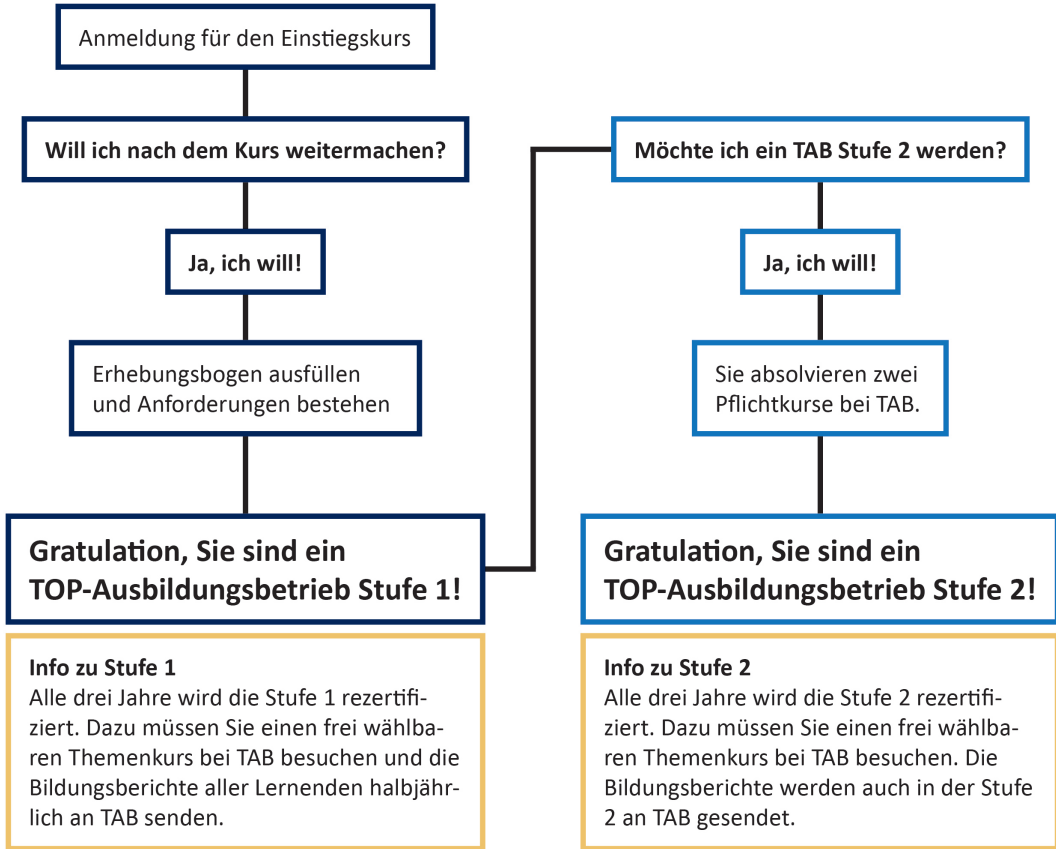 Anmeldung für den Einstiegskurs
Will ich nach dem Kurs weitermachen?
Ja, ich will!
Erhebungsbogen ausfüllen
und Anforderungen bestehen
Gratulation, Sie sind ein
TOP-Ausbildungsbetrieb Stufe 1!
Info zu Stufe 1
Alle drei Jahre wird die Stufe 1 rezertifi-
ziert. Dazu müssen Sie einen frei wählba-
ren Themenkurs bei TAB besuchen und die
Bildungsberichte aller Lernenden halbjähr-
lich an TAB senden.
Möchte ich ein TAB Stufe 2 werden?
Ja, ich will!
Sie absolvieren zwei
Pflichtkurse bei TAB.
Gratulation, Sie sind ein
TOP-Ausbildungsbetrieb Stufe 2!
Info zu Stufe 2
Alle drei Jahre wird die Stufe 2 rezertifi-
ziert. Dazu müssen Sie einen frei wählba-
ren Themenkurs bei TAB besuchen. Die
Bildungsberichte werden auch in der Stufe
2 an TAB gesendet.